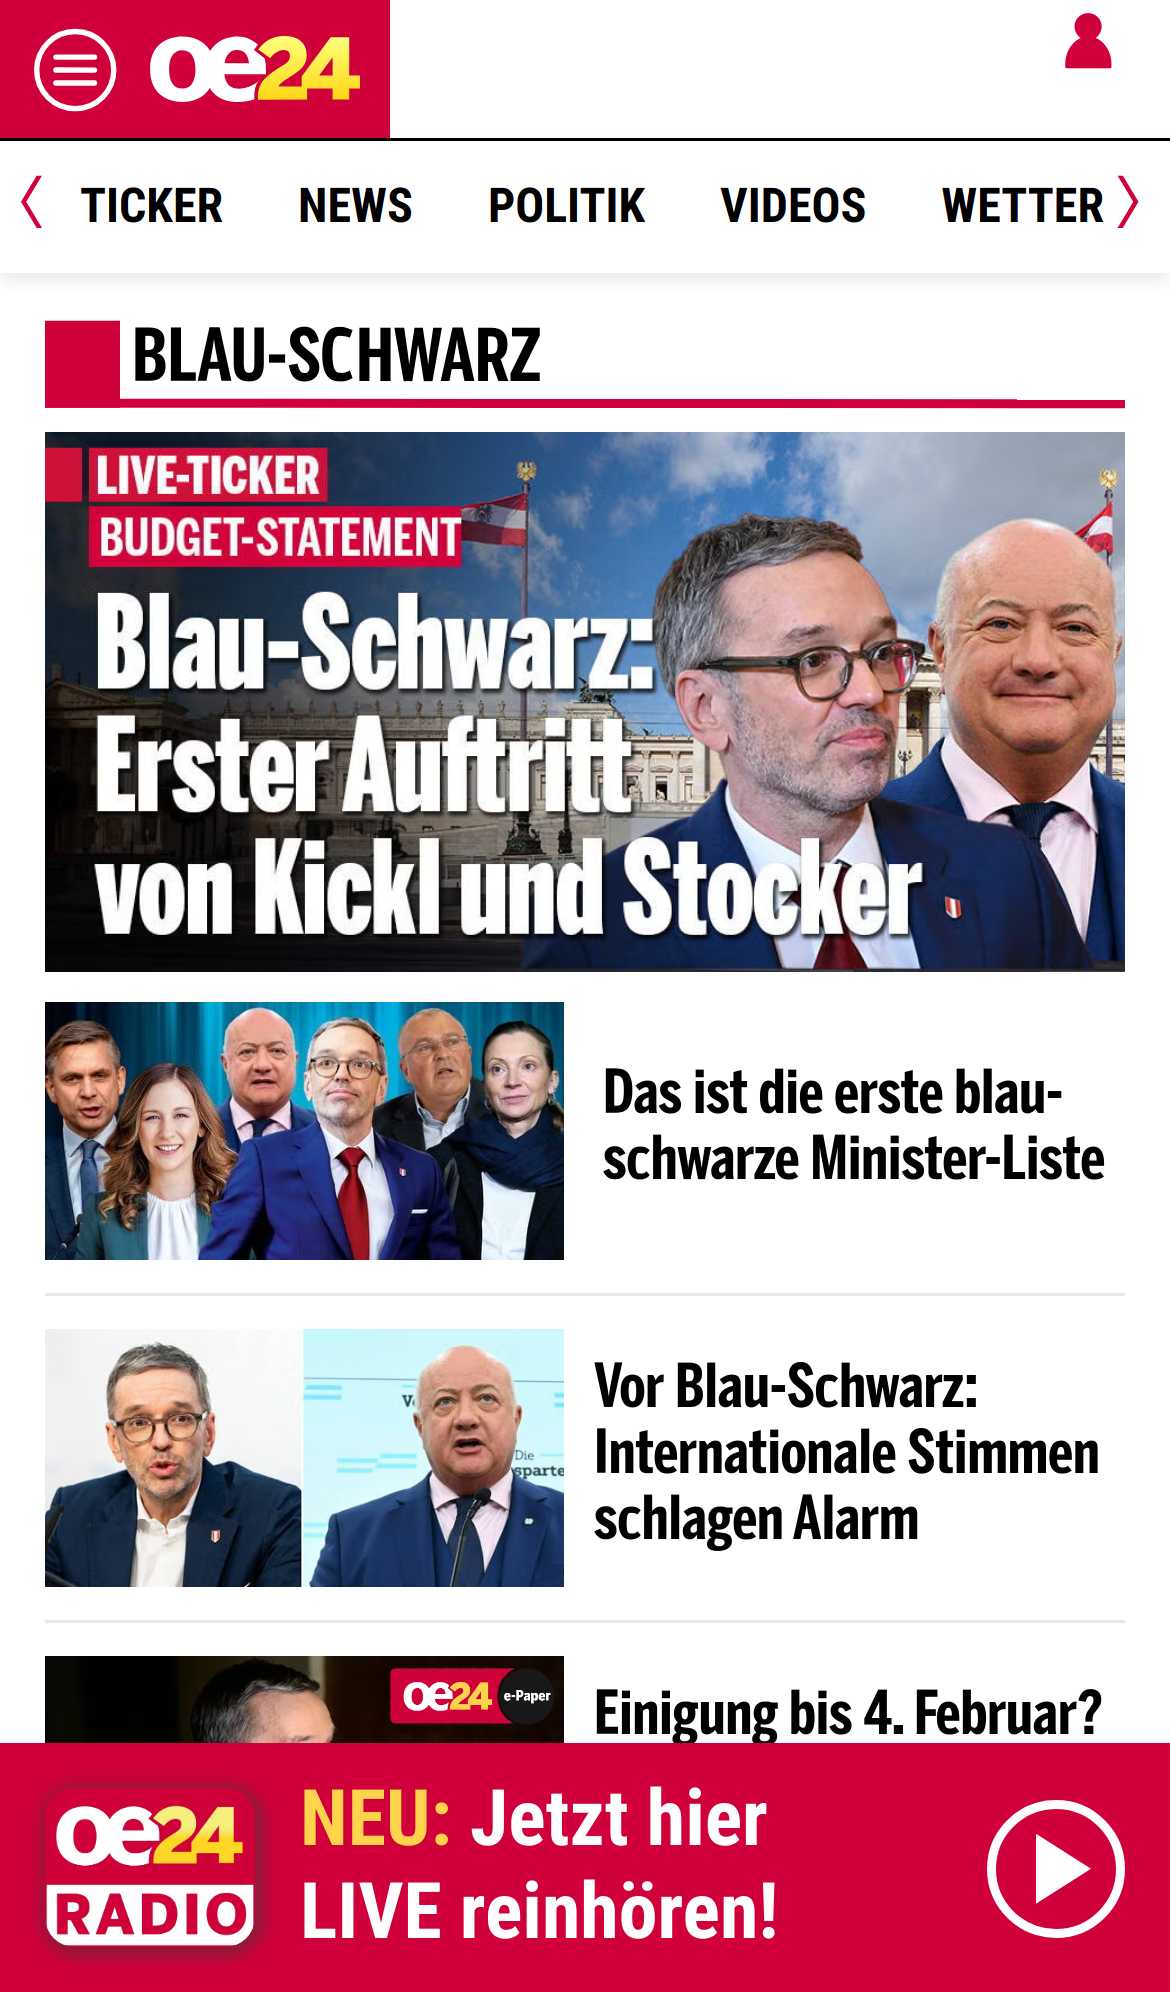 oe24
TICKER NEWS POLITIK VIDEOS WETTER
BLAU-SCHWARZ
LIVE-TICKER
BUDGET-STATEMENT
Blau-Schwarz:
Erster Auftritt
von Kickl und Stocker
Das ist die erste blau-
schwarze Minister-Liste
Die
sparte
Vor Blau-Schwarz:
Internationale Stimmen
schlagen Alarm
oe24 e-Paper
Einigung bis 4. Februar?
oe24
RADIO
NEU: Jetzt hier
LIVE reinhören!